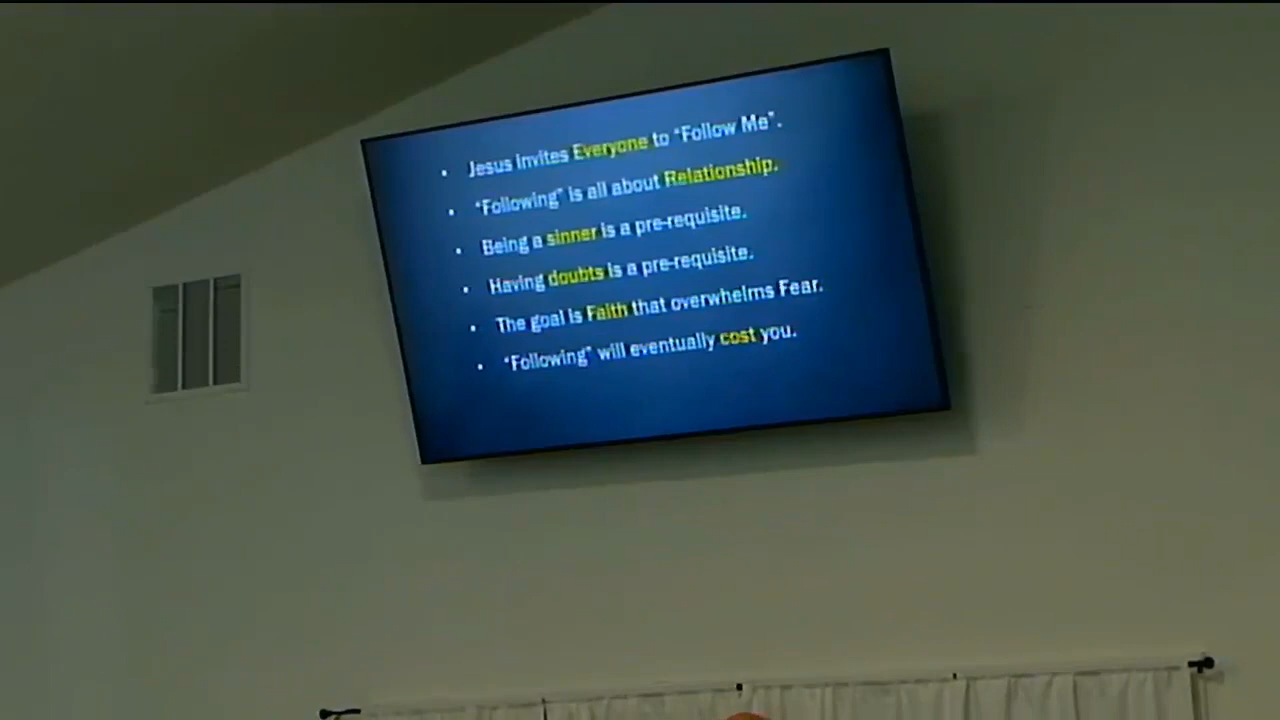 • Jesus invites Everyone to "Follow Me".
• "Following" is all about Relationship.
• Being a sinner is a pre-requisite.
• Having doubts is a pre-requisite.
• The goal is Faith that overwhelms Fear.
• "Following" will eventually cost you.